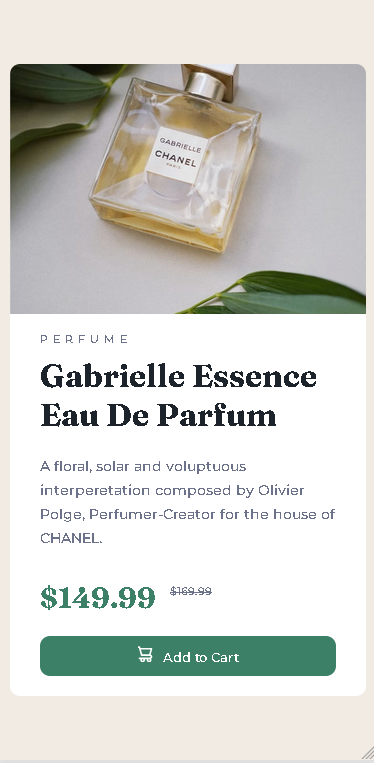 GABRIELLE
CHANEL
PARIS
PERFUME
Gabrielle Essence
Eau De Parfum
A floral, solar and voluptuous
interperetation composed by Olivier
Polge, Perfumer-Creator for the house of
CHANEL.
$149.99 $169.99
Add to Cart